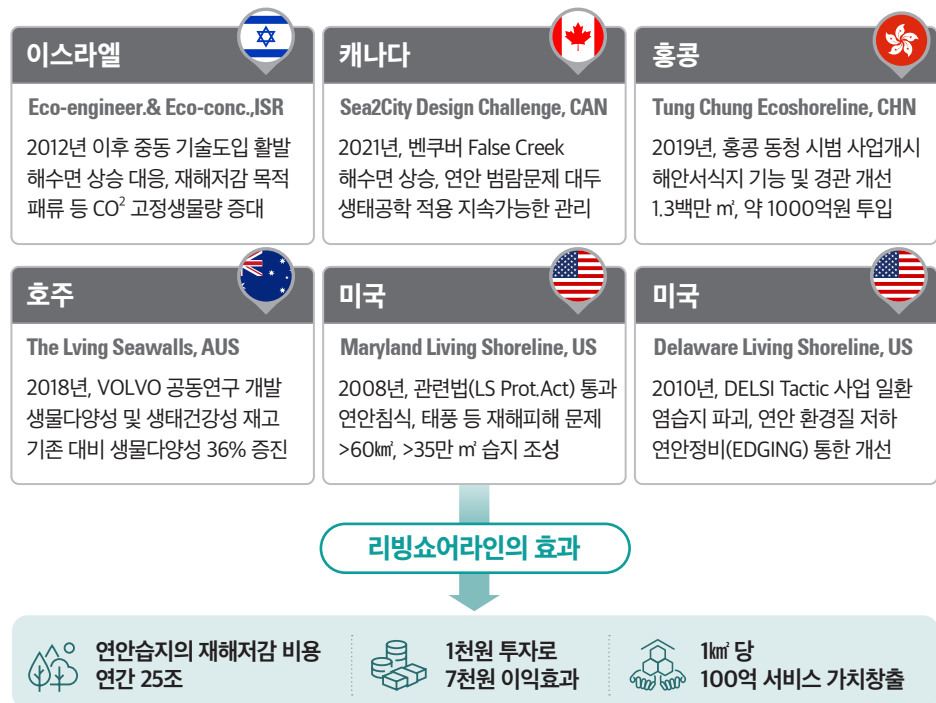 이스라엘
Eco-engineer.& Eco-conc.,ISR
2012년 이후 중동 기술도입 활발
해수면 상승 대응, 재해저감 목적
패류 등 CO² 고정생물량 증대
캐나다
Sea2City Design Challenge, CAN
2021년, 벤쿠버 False Creek
해수면 상승, 연안 범람문제 대두
생태공학 적용 지속가능한 관리
홍콩
Tung Chung Ecoshoreline, CHN
2019년, 홍콩 동청 시범 사업개시
해안서식지 기능 및 경관 개선
1.3백만 ㎡, 약 1000억원 투입
호주
The Lving Seawalls, AUS
2018년, VOLVO 공동연구 개발
생물다양성 및 생태건강성 재고
기존 대비 생물다양성 36% 증진
미국
Maryland Living Shoreline, US
2008년, 관련법(LS Prot.Act) 통과
연안침식, 태풍 등 재해피해 문제
>60㎢, >35만 ㎡ 습지 조성
미국
Delaware Living Shoreline, US
2010년, DELSI Tactic 사업 일환
염습지 파괴, 연안 환경질 저하
연안정비(EDGING) 통한 개선
리빙쇼어라인의 효과
연안습지의 재해저감 비용
연간 25조
1천원 투자로
7천원 이익효과
1㎢ 당
100억 서비스 가치창출